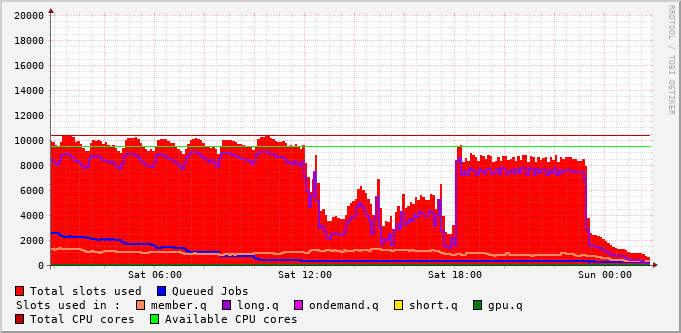 20000
18000
16000
14000
12000
10000
8000
6000
4000
2000
0
Sat 06:00 Sat 12:00 Sat 18:00 Sun 00:00
Total slots used Queued Jobs
Slots used in : member.q long.q ondemand.q short.q gpu.q
Total CPU cores Available CPU cores
RRDTOOL / TOBI OETIKER